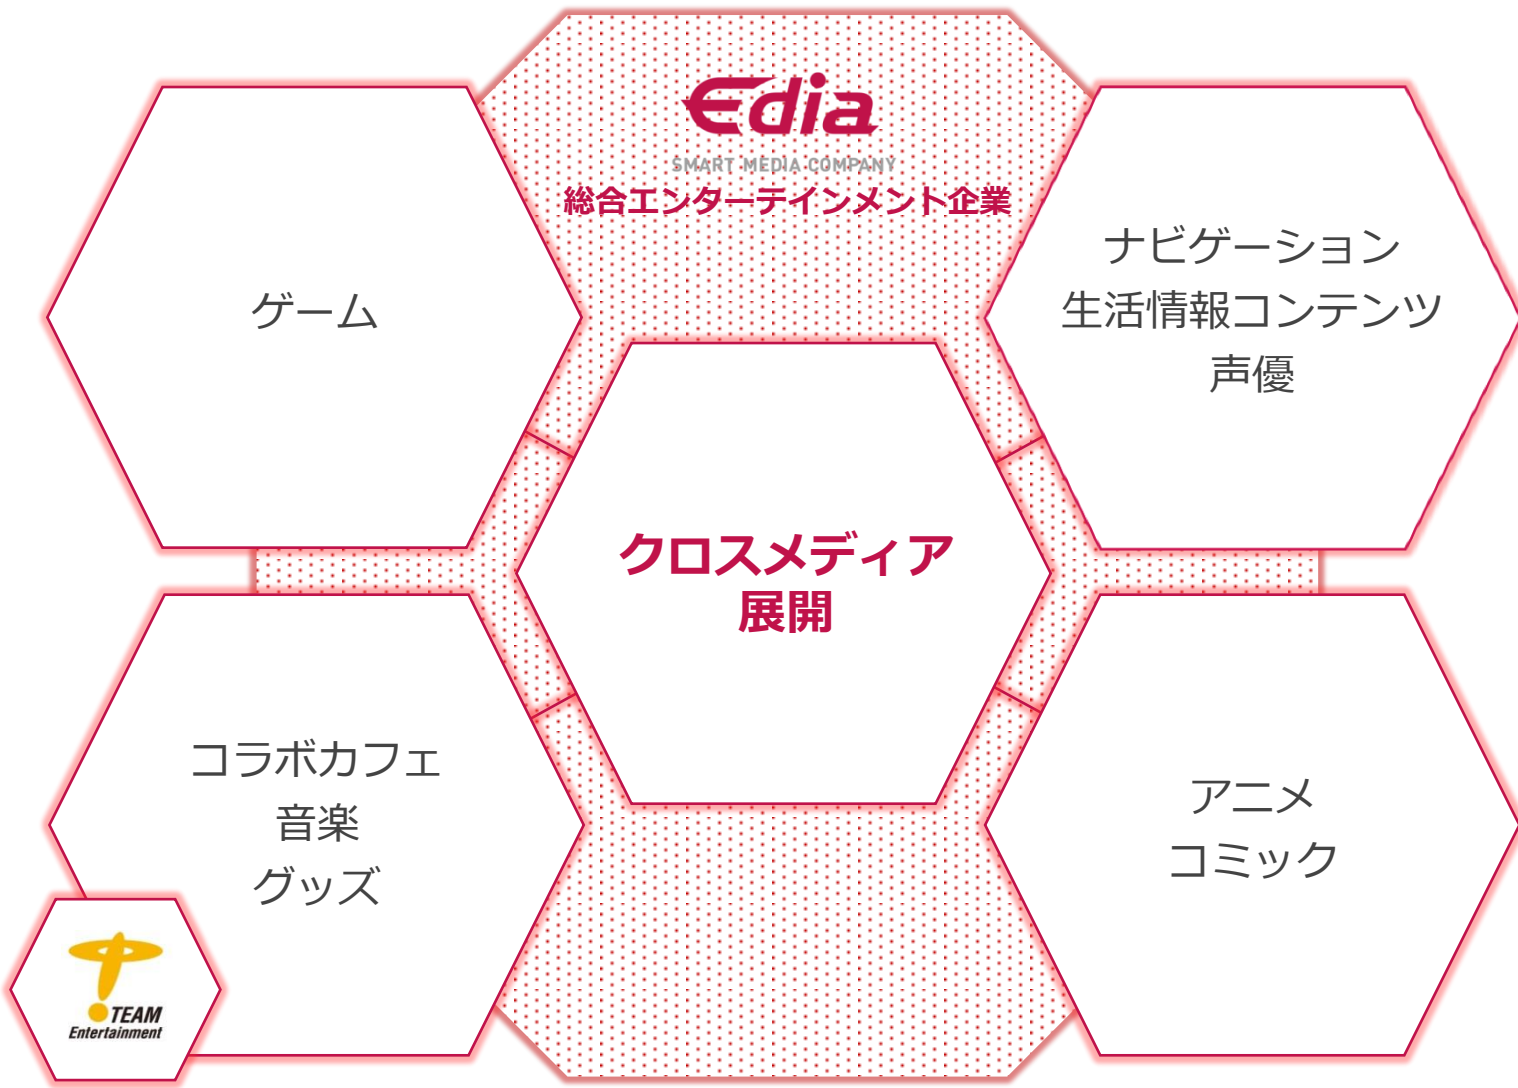 Edia
SMART MEDIA COMPANY
総合エンターテインメント企業
ゲーム
ナビゲーション
生活情報コンテンツ
声優
クロスメディア
展開
コラボカフェ
音楽
グッズ
アニメ
コミック
TEAM
Entertainment